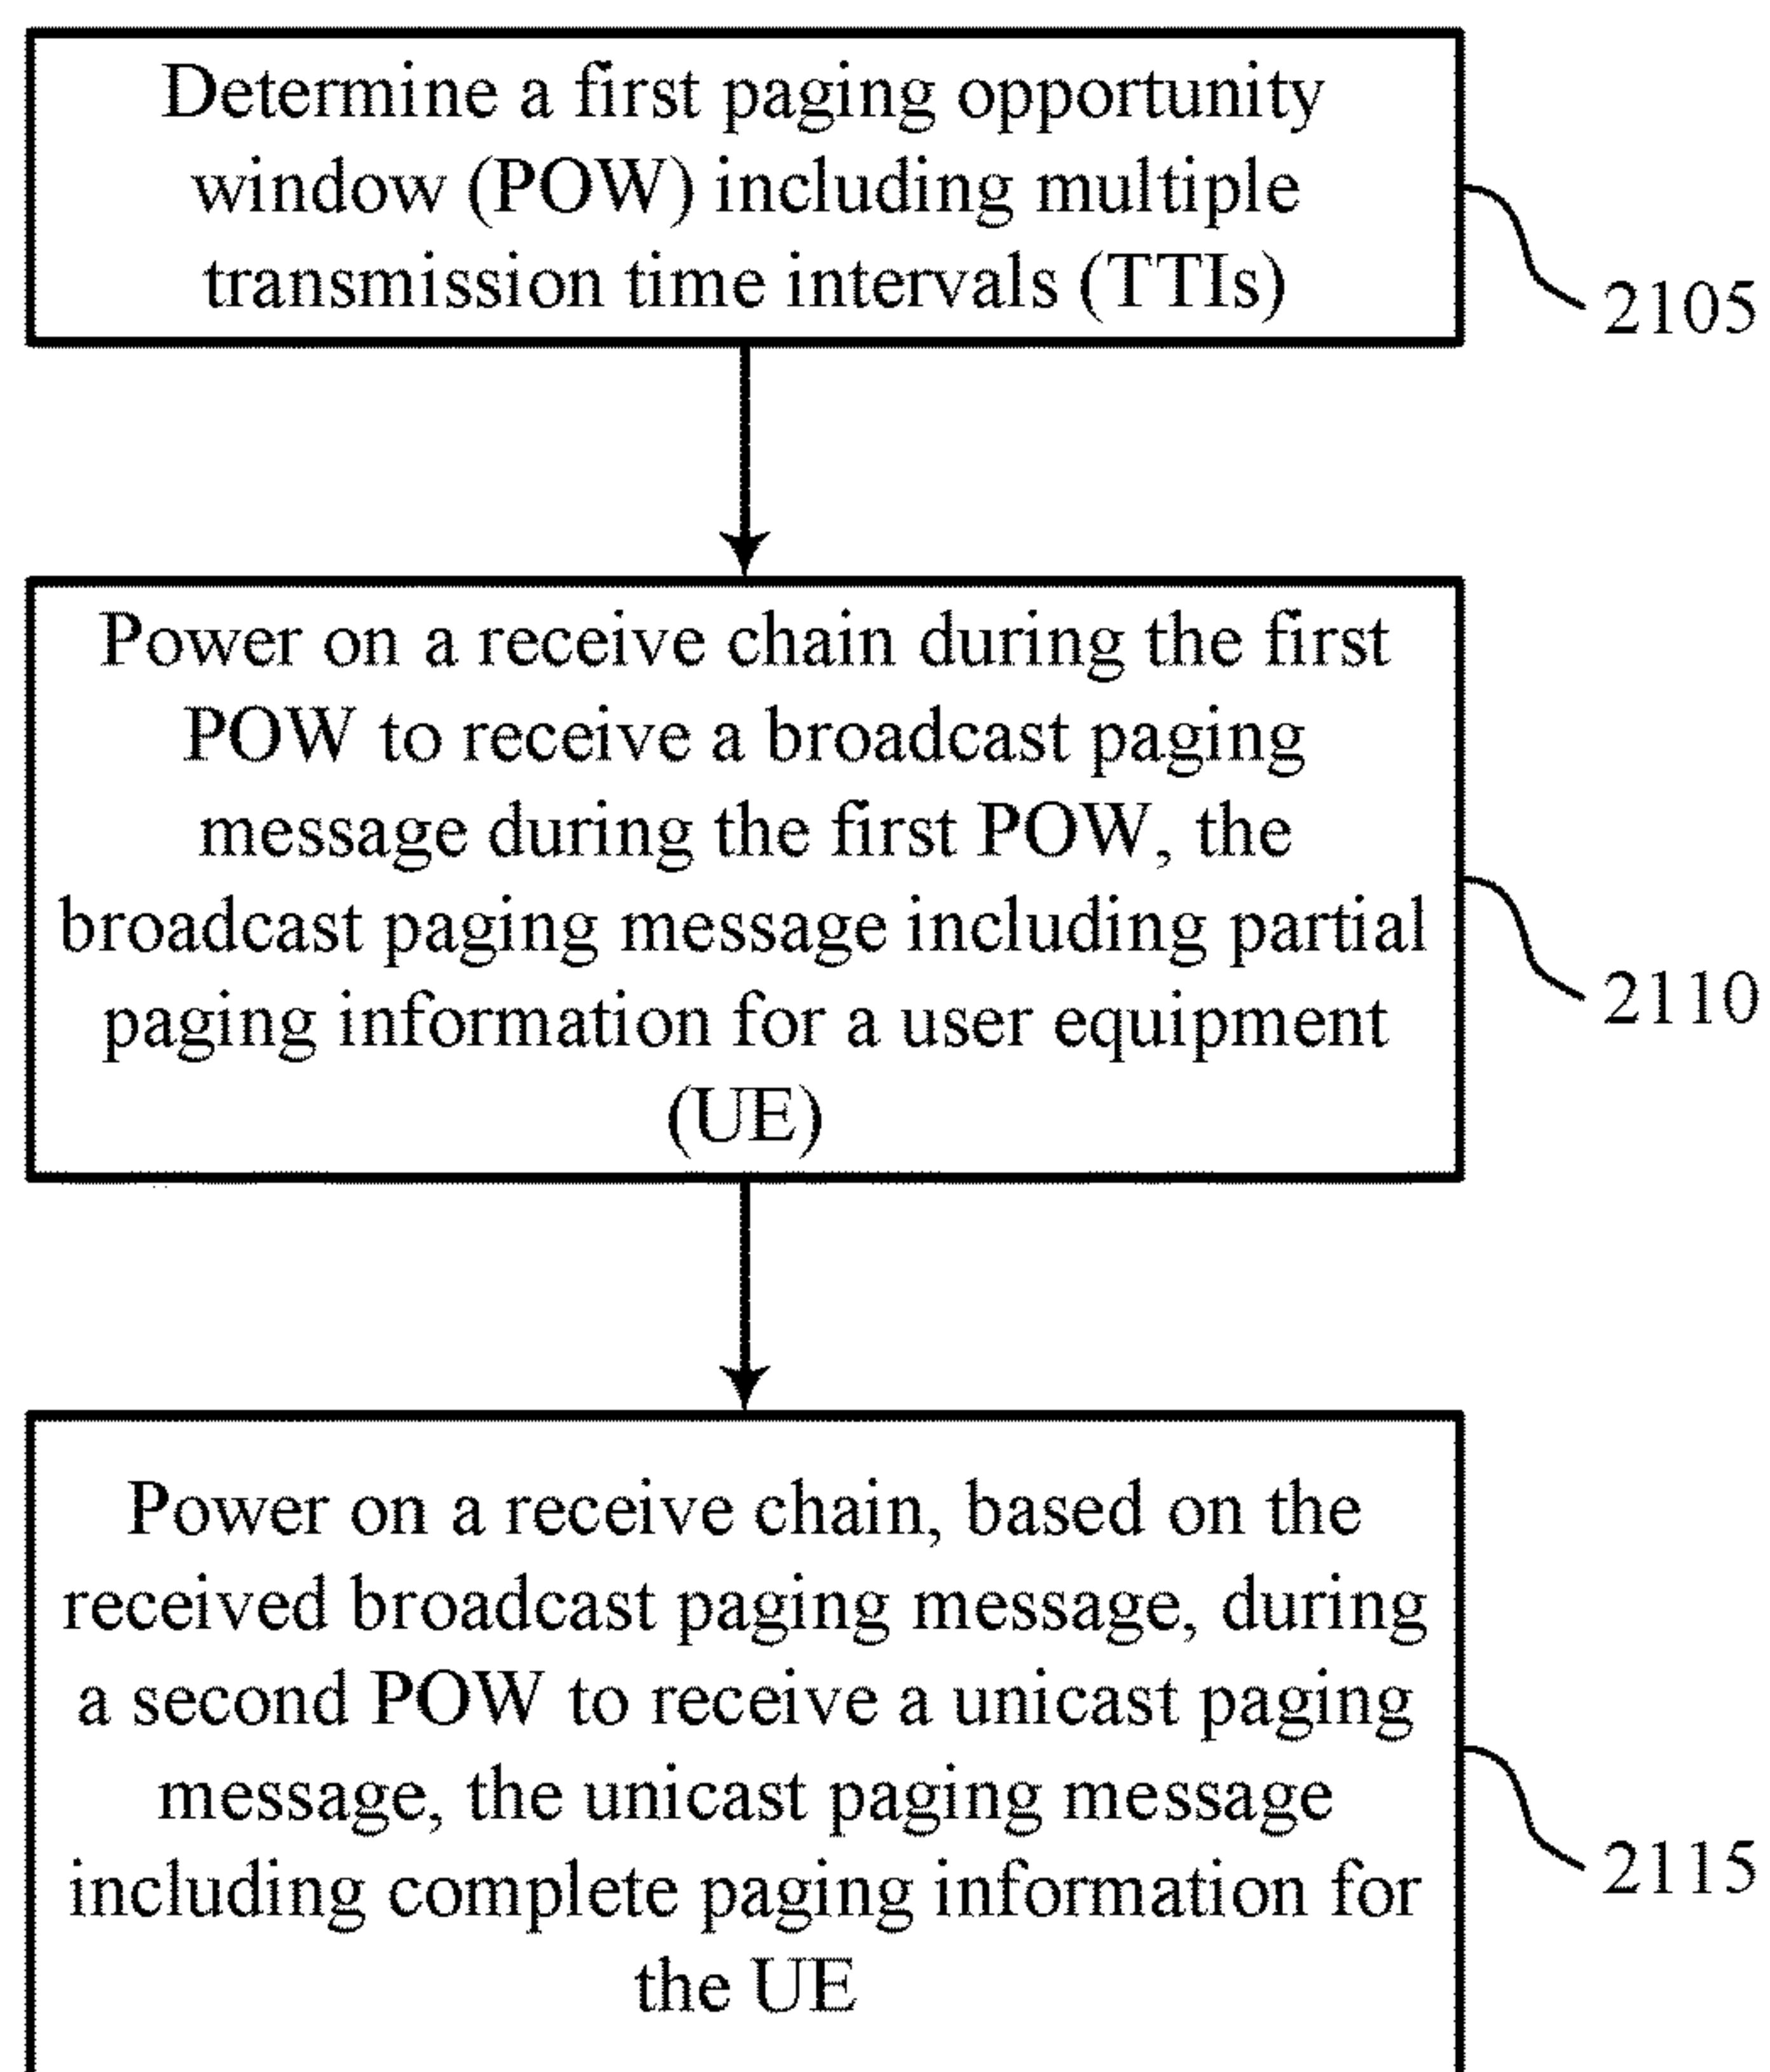 Determine a first paging opportunity
window (POW) including multiple
transmission time intervals (TTIs)
2105
Power on a receive chain during the first
POW to receive a broadcast paging
message during the first POW, the
broadcast paging message including partial
paging information for a user equipment
(UE)
2110
Power on a receive chain, based on the
received broadcast paging message, during
a second POW to receive a unicast paging
message, the unicast paging message
including complete paging information for
the UE
2115